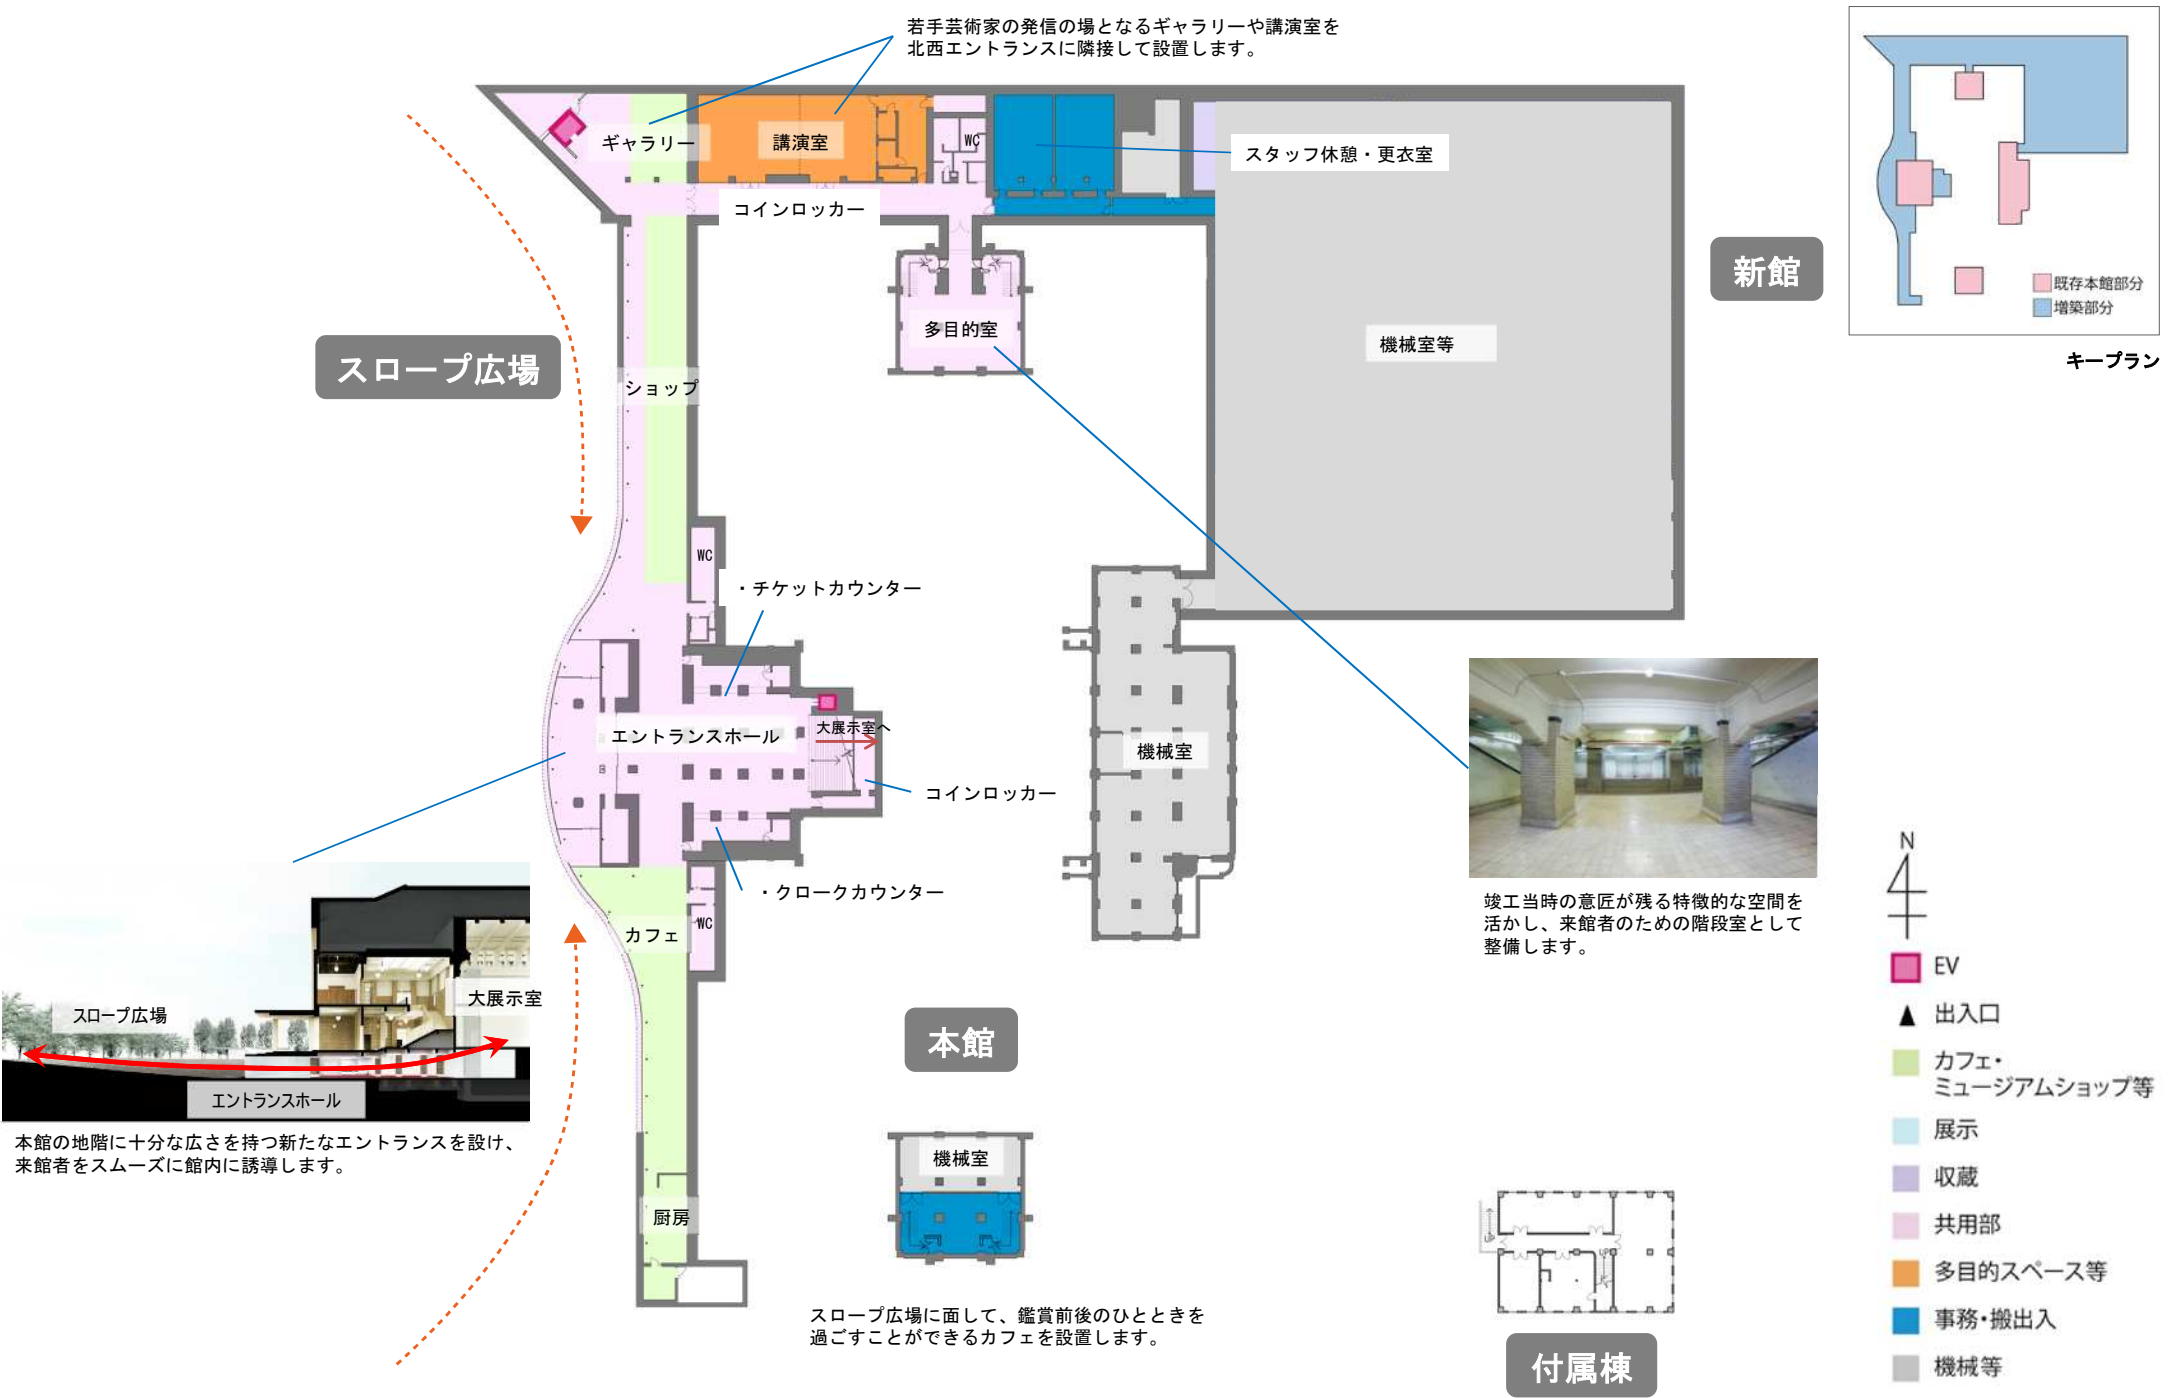 若手芸術家の発信の場となるギャラリーや講演室を
北西エントランスに隣接して設置します。
ギャラリー
講演室
WC
スタッフ休憩・更衣室
コインロッカー
新館
既存本館部分
増築部分
キープラン
多目的室
機械室等
スロープ広場
ショップ
WC
・チケットカウンター
エントランスホール
大展示室へ
機械室
コインロッカー
・クロークカウンター
カフェ
WC
竣工当時の意匠が残る特徴的な空間を
活かし、来館者のための階段室として
整備します。
大展示室
スロープ広場
エントランスホール
本館の地階に十分な広さを持つ新たなエントランスを設け、
来館者をスムーズに館内に誘導します。
本館
機械室
厨房
スロープ広場に面して、鑑賞前後のひとときを
過ごすことができるカフェを設置します。
UP
UP
付属棟
N
EV
出入口
カフェ・
ミュージアムショップ等
展示
収蔵
共用部
多目的スペース等
事務・搬出入
機械等